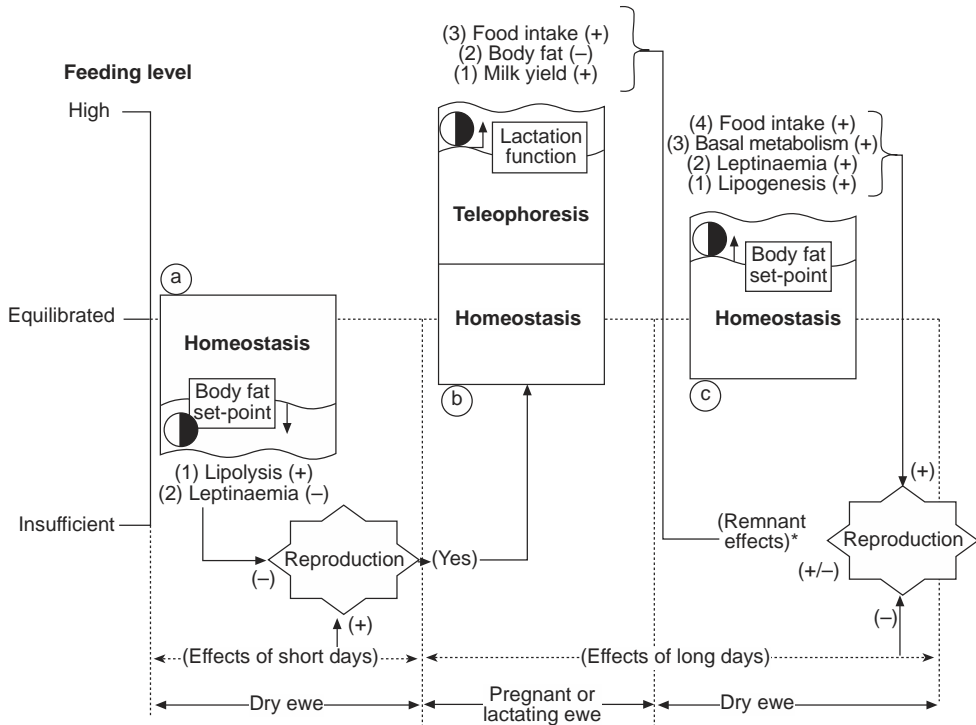 (3) Food intake (+)
(2) Body fat (–)
(1) Milk yield (+)
Feeding level
High
(4) Food intake (+)
(3) Basal metabolism (+)
(2) Leptinaemia (+)
(1) Lipogenesis (+)
Lactation
function
Teleophoresis
Body fat
set-point
a
Equilibrated
Homeostasis
Homeostasis
Homeostasis
Body fat
set-point
b
c
(1) Lipolysis (+)
(2) Leptinaemia (–)
(+)
Insufficient
(Remnant
effects)*
Reproduction
(Yes)
Reproduction
(–)
(+/–)
(+)
(–)
(Effects of short days)
(Effects of long days)
Dry ewe
Pregnant or
lactating ewe
Dry ewe